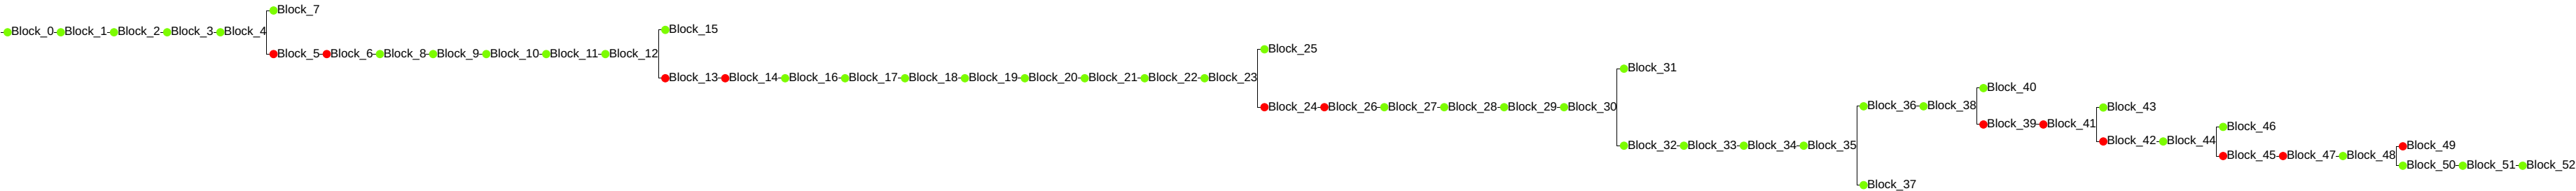 Block_7
Block_0 Block_1 Block_2 Block_3 Block_4
Block_5 Block_6 Block_8 Block_9 Block_10 Block_11 Block_12
Block_15
Block_13 Block_14 Block_16 Block_17 Block_18 Block_19 Block_20 Block_21 Block_22 Block_23
Block_25
Block_24 Block_26 Block_27 Block_28 Block_29 Block_30
Block_31
Block_32 Block_33 Block_34 Block_35
Block_36 Block_38
Block_40
Block_39 Block_41
Block_43
Block_42 Block_44
Block_46
Block_45 Block_47 Block_48
Block_49
Block_50 Block_51 Block_52
Block_37